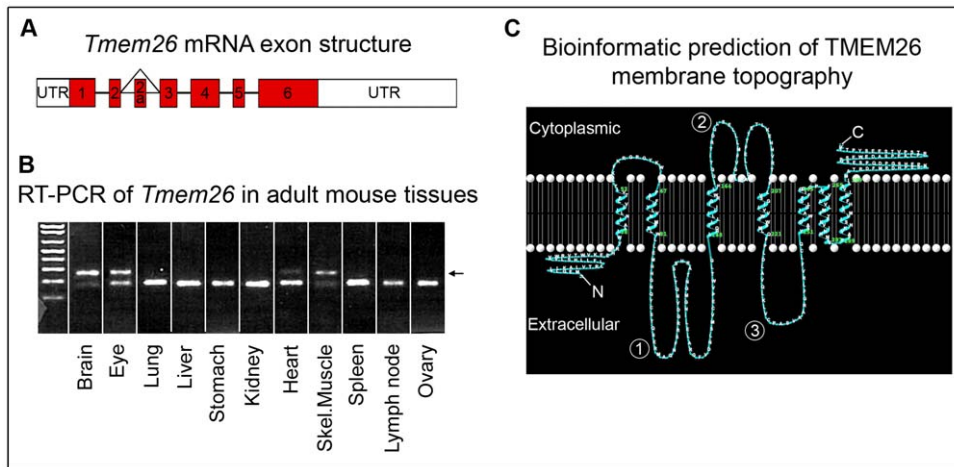 A
Tmem26 mRNA exon structure
UTR 1 2 2a 3 4 5 6 UTR
B
RT-PCR of Tmem26 in adult mouse tissues
Brain
Eye
Lung
Liver
Stomach
Kidney
Heart
Skel.Muscle
Spleen
Lymph node
Ovary
C
Bioinformatic prediction of TMEM26
membrane topography
Cytoplasmic
2
C
N
Extracellular
1
3